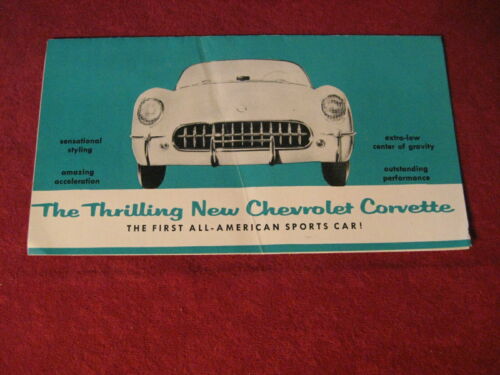 sensational
styling
amazing
acceleration
extra-low
center of gravity
outstanding
performance
The Thrilling New Chevrolet Corvette
THE FIRST ALL-AMERICAN SPORTS CAR!